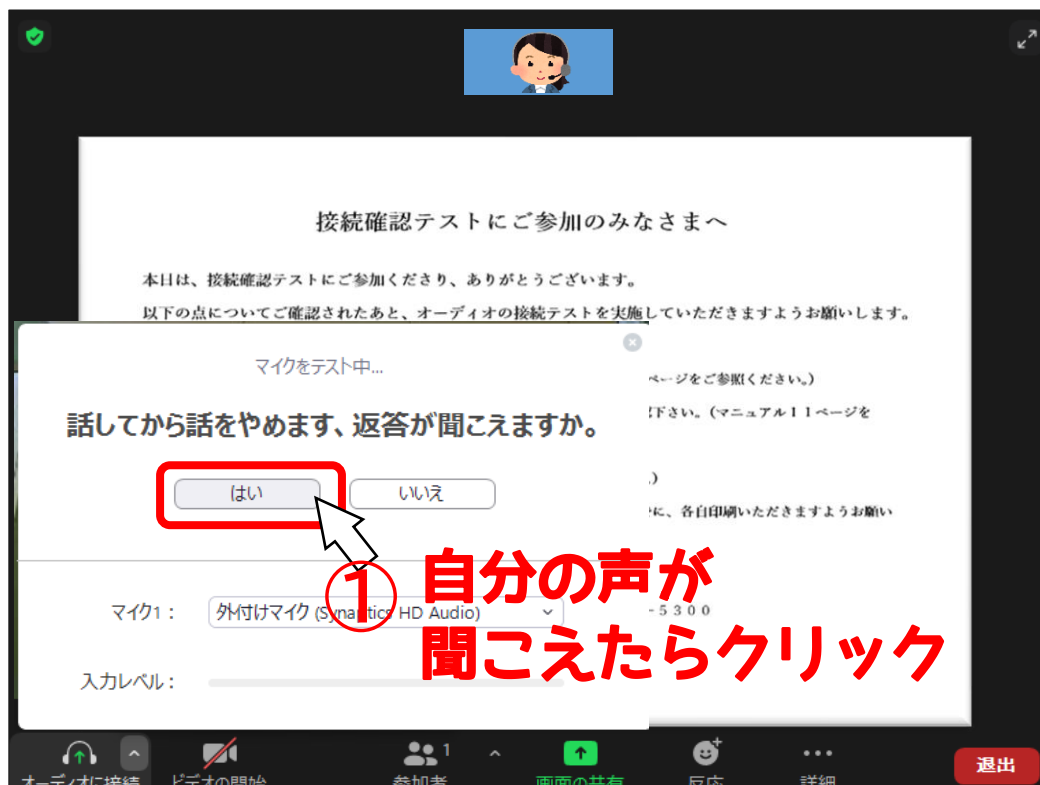 接続確認テストにご参加のみなさまへ
本日は、接続確認テストにご参加くださり、ありがとうございます。
以下の点についてご確認されたあと、オーディオの接続テストを実施していただきますようお願いします。
ページをご参照ください。）
下さい。（マニュアル１１ページを
）
に、各自印刷いただきますようお願い
-５３００
マイクをテスト中...
話してから話をやめます、返答が聞こえますか。
はい
いいえ
マイク1：
外付けマイク (Synaptics HD Audio)
入力レベル：
① 自分の声が
聞こえたらクリック
オーディオに接続
ビデオの開始
参加者
1
画面の共有
反応
詳細
退出